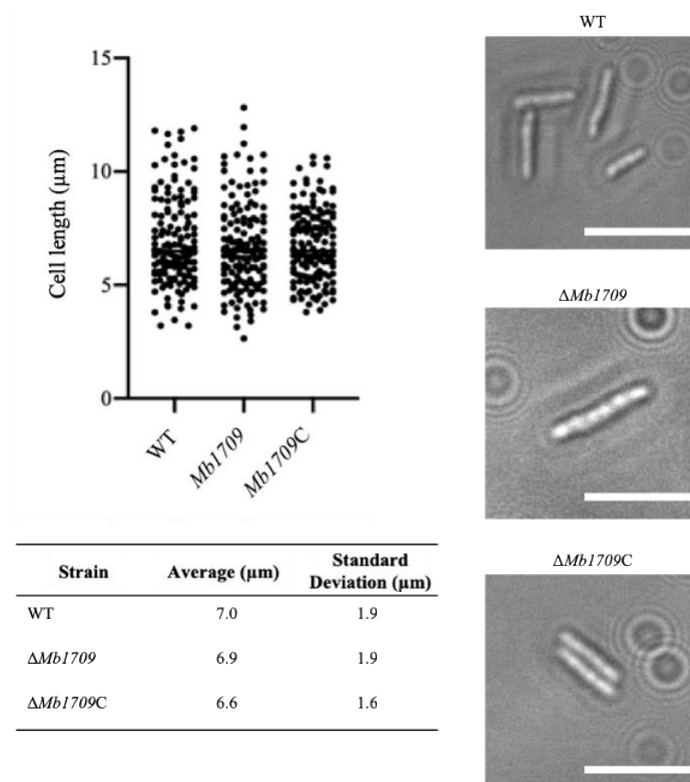 WT
15
10
5
0
Cell length (μm)
WT
Mb1709
Mb1709C
ΔMb1709
Strain Average (μm) Standard Deviation (μm)
WT 7.0 1.9
ΔMb1709 6.9 1.9
ΔMb1709C 6.6 1.6
ΔMb1709C